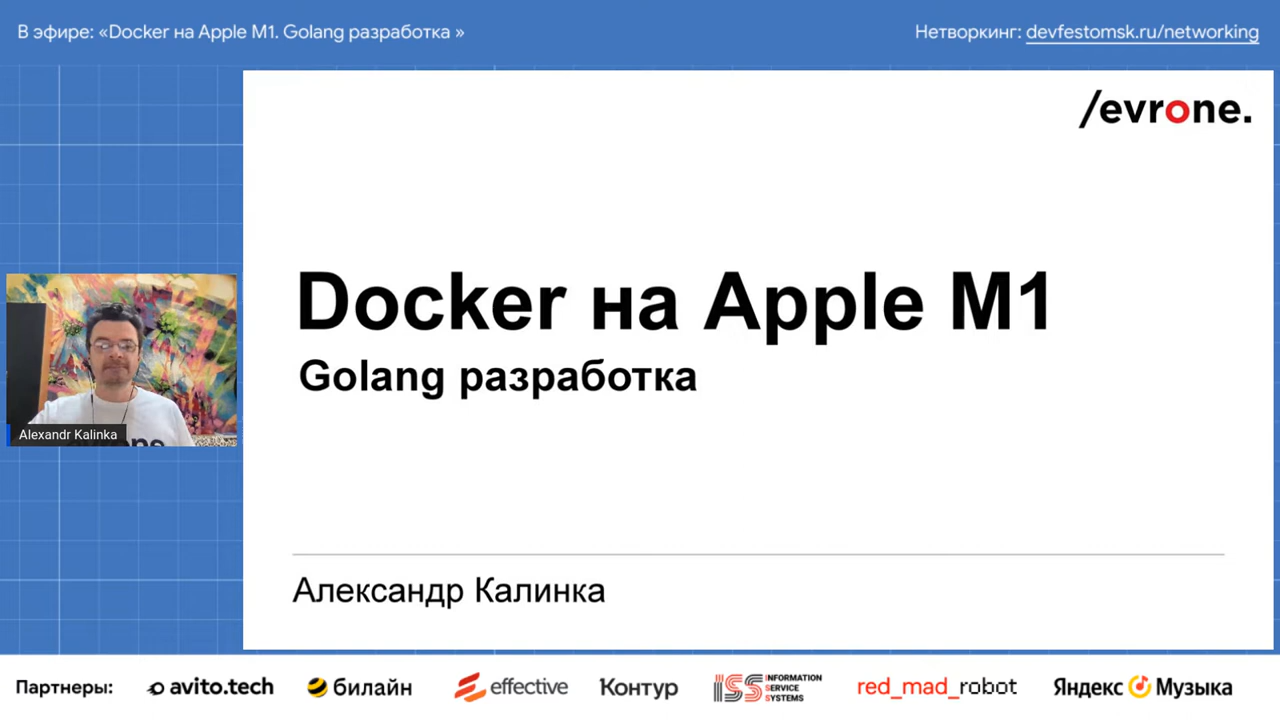 В эфире: «Docker на Apple M1. Golang разработка »
Нетворкинг: devfestomsk.ru/networking
/evrone.
Docker на Apple M1
Golang разработка
Alexandr Kalinka
Александр Калинка
Партнеры: avito.tech билайн effective Контур ISS INFORMATION SERVICE SYSTEMS red_mad_robot Яндекс Музыка